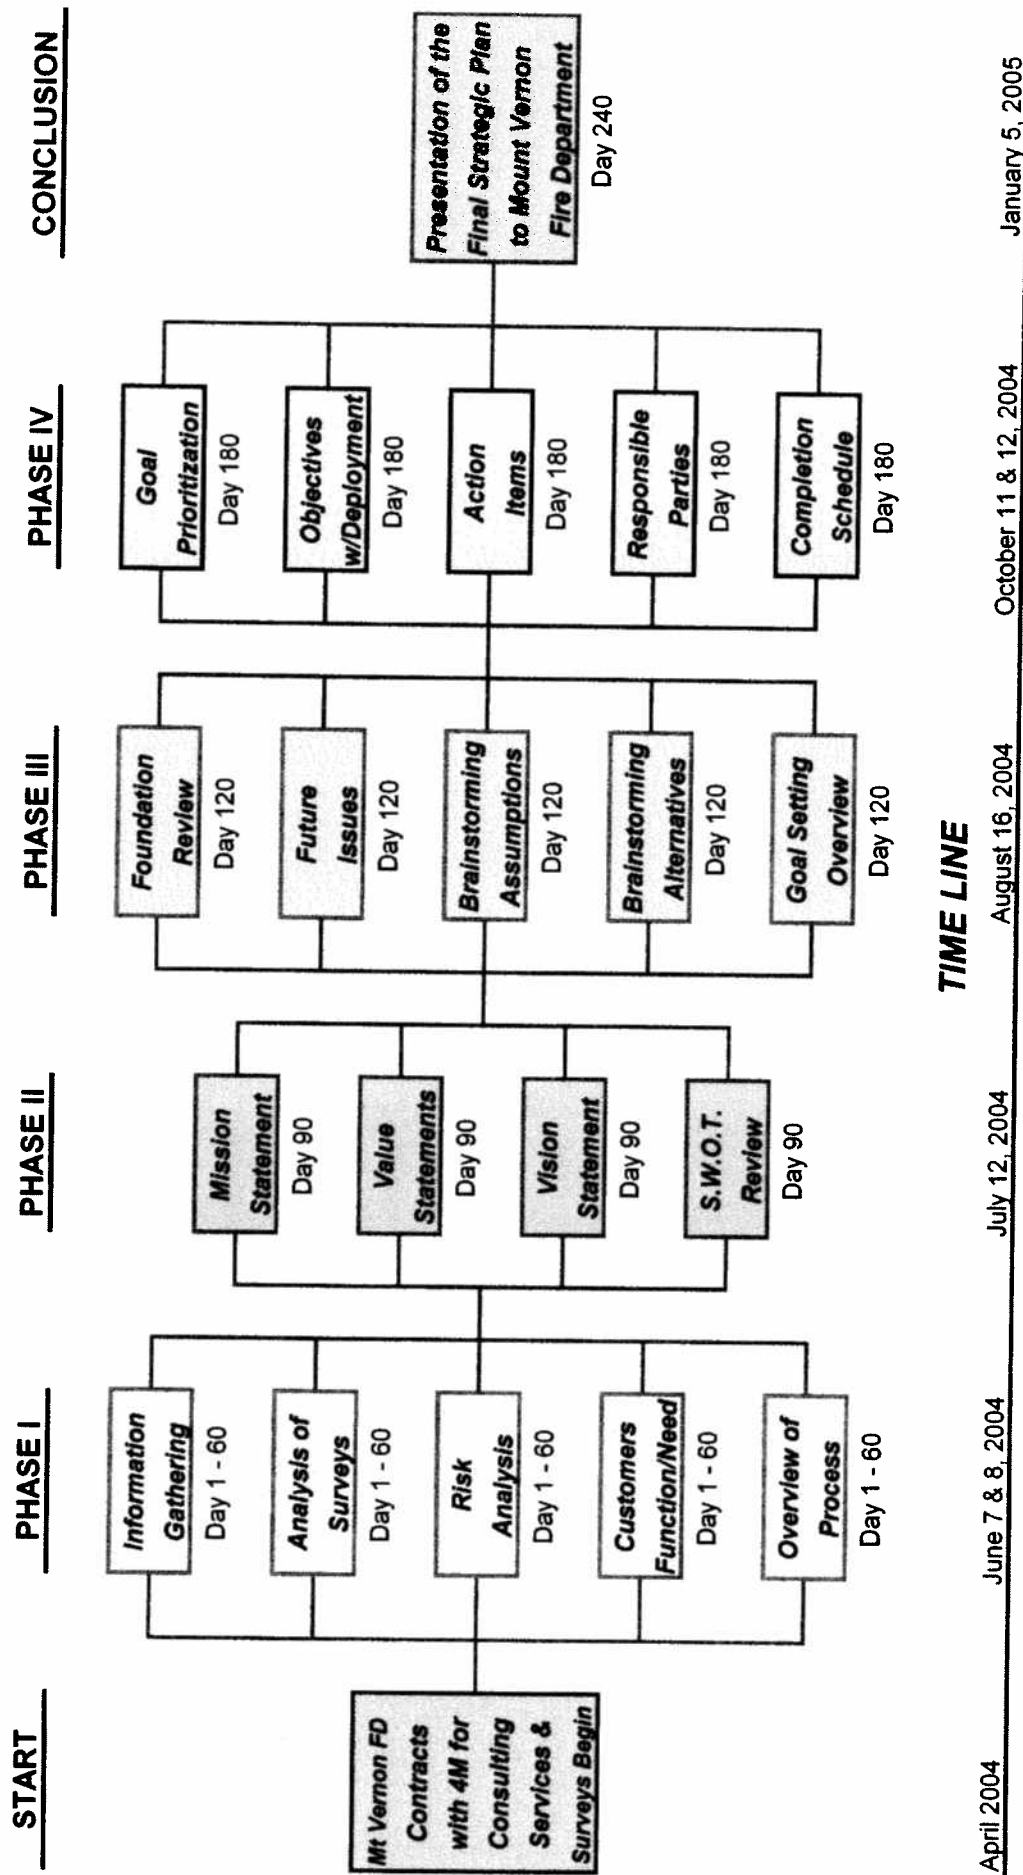 START
Mt Vernon FD
Contracts
with 4M for
Consulting
Services &
Surveys Begin
PHASE I
Information
Gathering
Day 1 - 60
Analysis of
Surveys
Day 1 - 60
Risk
Analysis
Day 1 - 60
Customers
Function/Need
Day 1 - 60
Overview of
Process
Day 1 - 60
PHASE II
Mission
Statement
Day 90
Value
Statements
Day 90
Vision
Statement
Day 90
S.W.O.T.
Review
Day 90
PHASE III
Foundation
Review
Day 120
Future
Issues
Day 120
Brainstorming
Assumptions
Day 120
Brainstorming
Alternatives
Day 120
Goal Setting
Overview
Day 120
PHASE IV
Goal
Prioritization
Day 180
Objectives
w/Deployment
Day 180
Action
Items
Day 180
Responsible
Parties
Day 180
Completion
Schedule
Day 180
CONCLUSION
Presentation of the
Final Strategic Plan
to Mount Vernon
Fire Department
Day 240
TIME LINE
April 2004
June 7 & 8, 2004
July 12, 2004
August 16, 2004
October 11 & 12, 2004
January 5, 2005